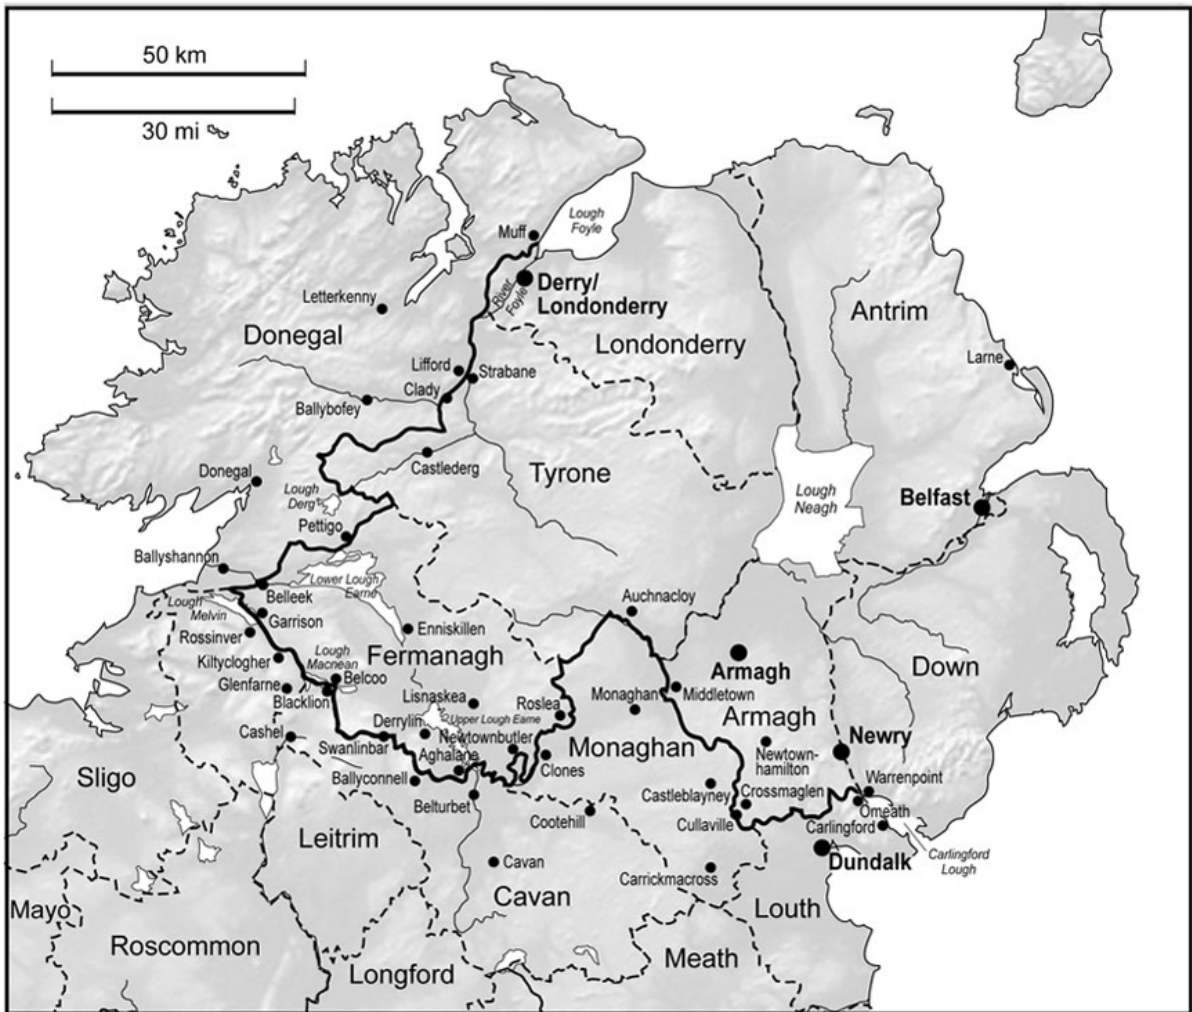 50 km
30 mi
Lough
Foyle
Muff
River
Foyle
Derry/
Londonderry
Letterkenny
Antrim
Donegal
Londonderry
Larne
Lifford
Strabane
Clady
Ballybofey
Castlederg
Tyrone
Donegal
Lough
Derg
Lough
Neagh
Belfast
Pettigo
Ballyshannon
Lower Lough
Earne
Belleek
Lough
Melvin
Garrison
Auchnacloy
Rossinver
Enniskillen
Fermanagh
Lough
Macnean
Kiltyclogher
Belcoo
Armagh
Down
Glenfarne
Blacklion
Lisnaskea
Roslea
Monaghan
Middletown
Armagh
Upper Lough Earne
Derrylin
Newtownbutler
Cashel
Swanlinbar
Aghalane
Monaghan
Newry
Newtown-
hamilton
Sligo
Ballyconnell
Clones
Warrenpoint
Castleblayney
Crossmaglen
Omeath
Belturbet
Cootehill
Cullaville
Carlingford
Leitrim
Dundalk
Carlingford
Lough
Cavan
Carrickmacross
Cavan
Mayo
Louth
Roscommon
Meath
Longford